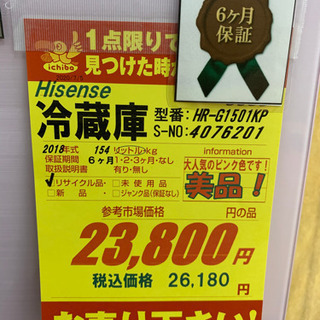 6ヶ月
保証
1点限りで
見つけた時が
ichibo
2020/7/5
Hisense
冷蔵庫
型番: HR-G1501KP
S-NO: 4076201
2018年式 154 リットル/kg
保証期間 6ヶ月 1・2・3ヶ月・なし
取扱説明書 有り・無し
information
大人気のピンク色です!
美品!
✓リサイクル品 □未使用品
□新品・ □ジャンク品(保証なし)
参考市場価格 円の品
23,800円
税込価格 26,180 円